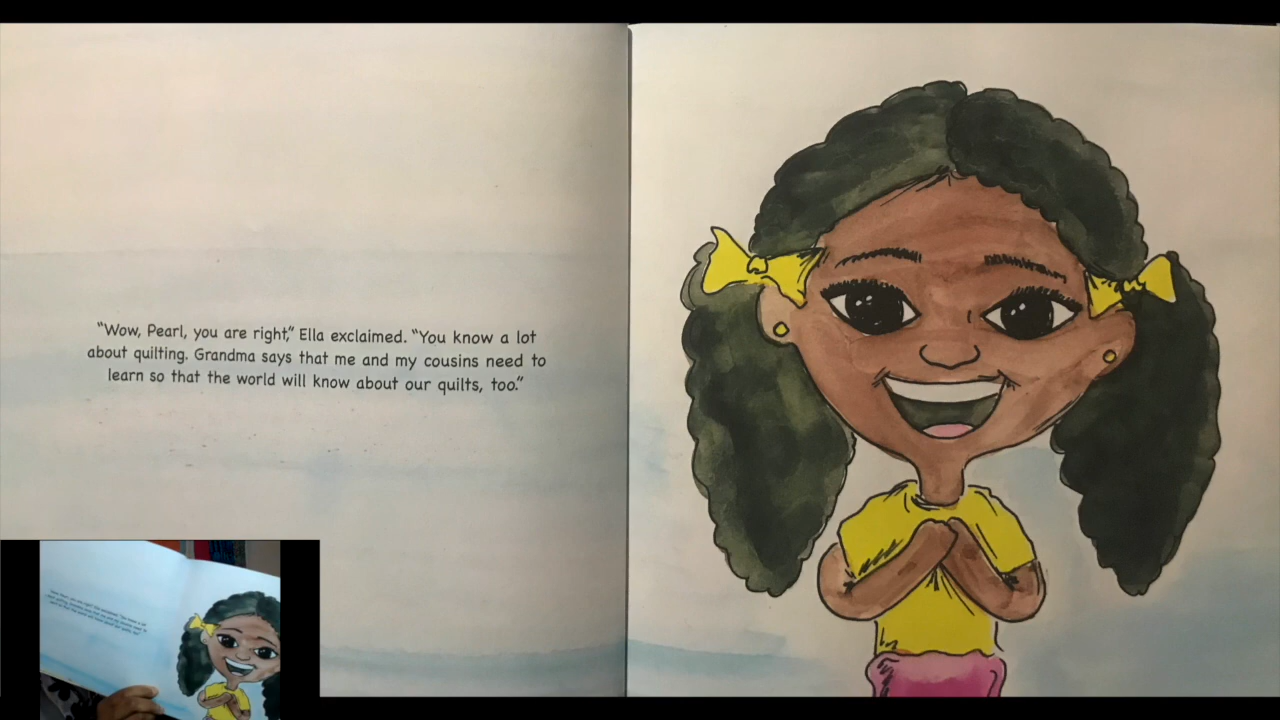 “Wow, Pearl, you are right,” Ella exclaimed. “You know a lot
about quilting. Grandma says that me and my cousins need to
learn so that the world will know about our quilts, too.”